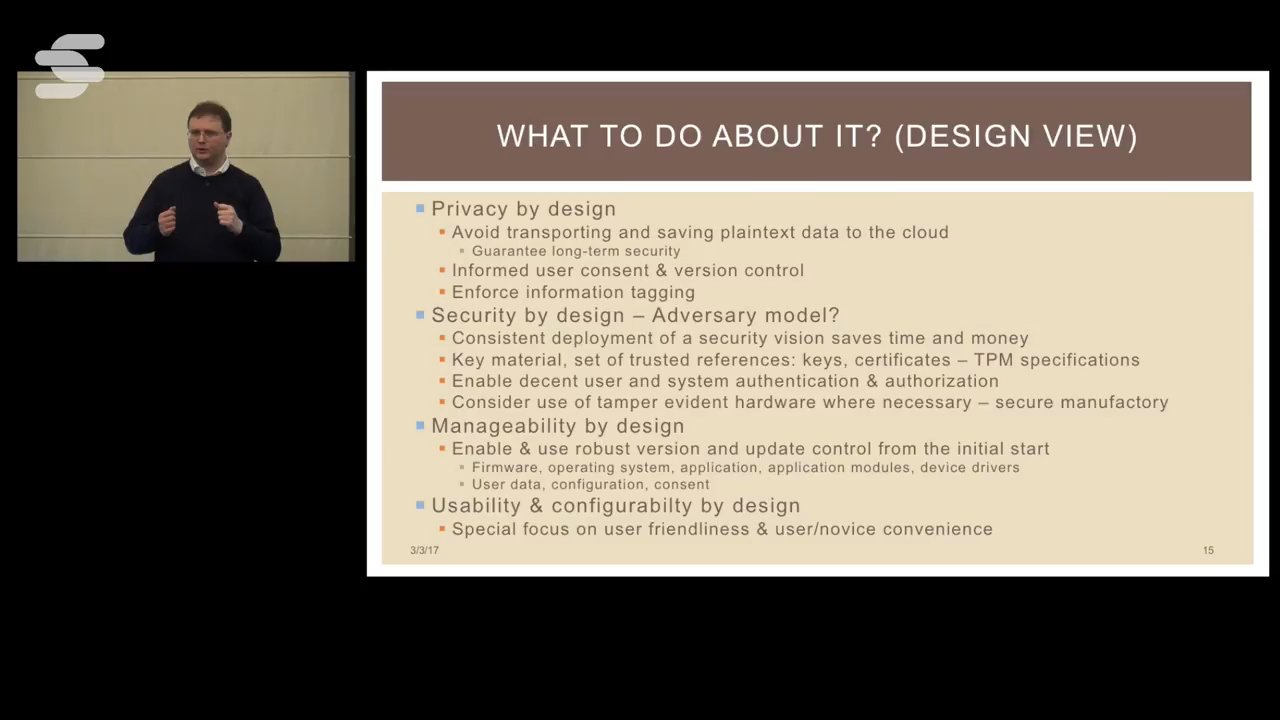 WHAT TO DO ABOUT IT? (DESIGN VIEW)
Privacy by design
Avoid transporting and saving plaintext data to the cloud
Guarantee long-term security
Informed user consent & version control
Enforce information tagging
Security by design – Adversary model?
Consistent deployment of a security vision saves time and money
Key material, set of trusted references: keys, certificates – TPM specifications
Enable decent user and system authentication & authorization
Consider use of tamper evident hardware where necessary – secure manufactory
Manageability by design
Enable & use robust version and update control from the initial start
Firmware, operating system, application, application modules, device drivers
User data, configuration, consent
Usability & configurabilty by design
Special focus on user friendliness & user/novice convenience
3/3/17
15